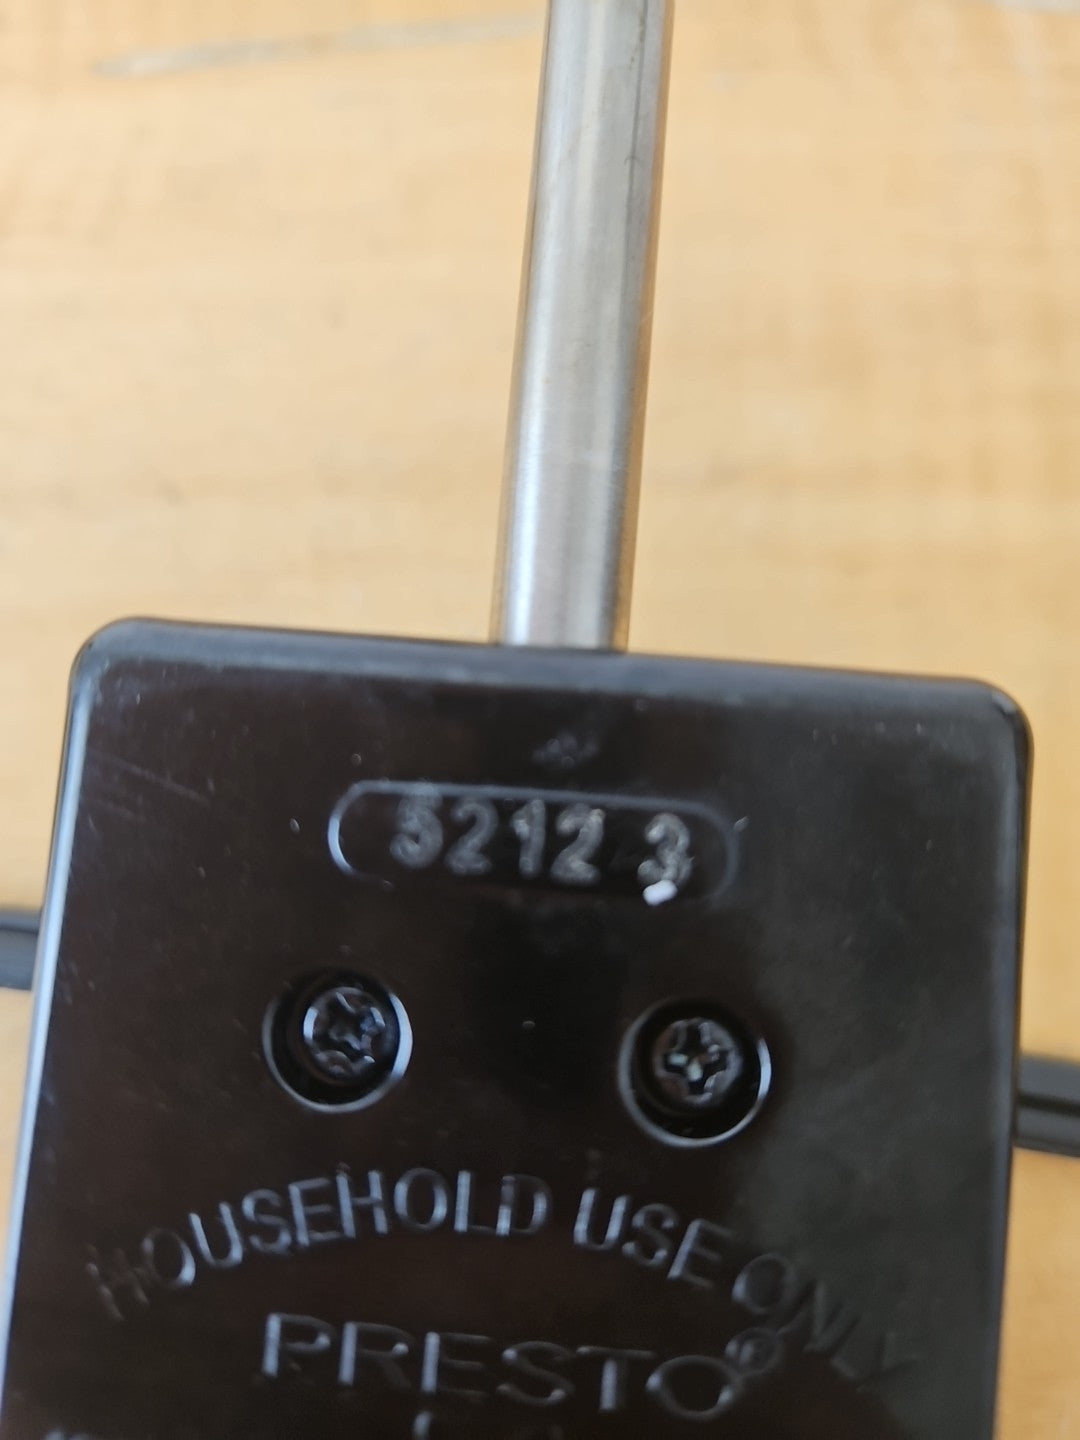 5212 3
HOUSEHOLD USE ONLY
PRESTO®